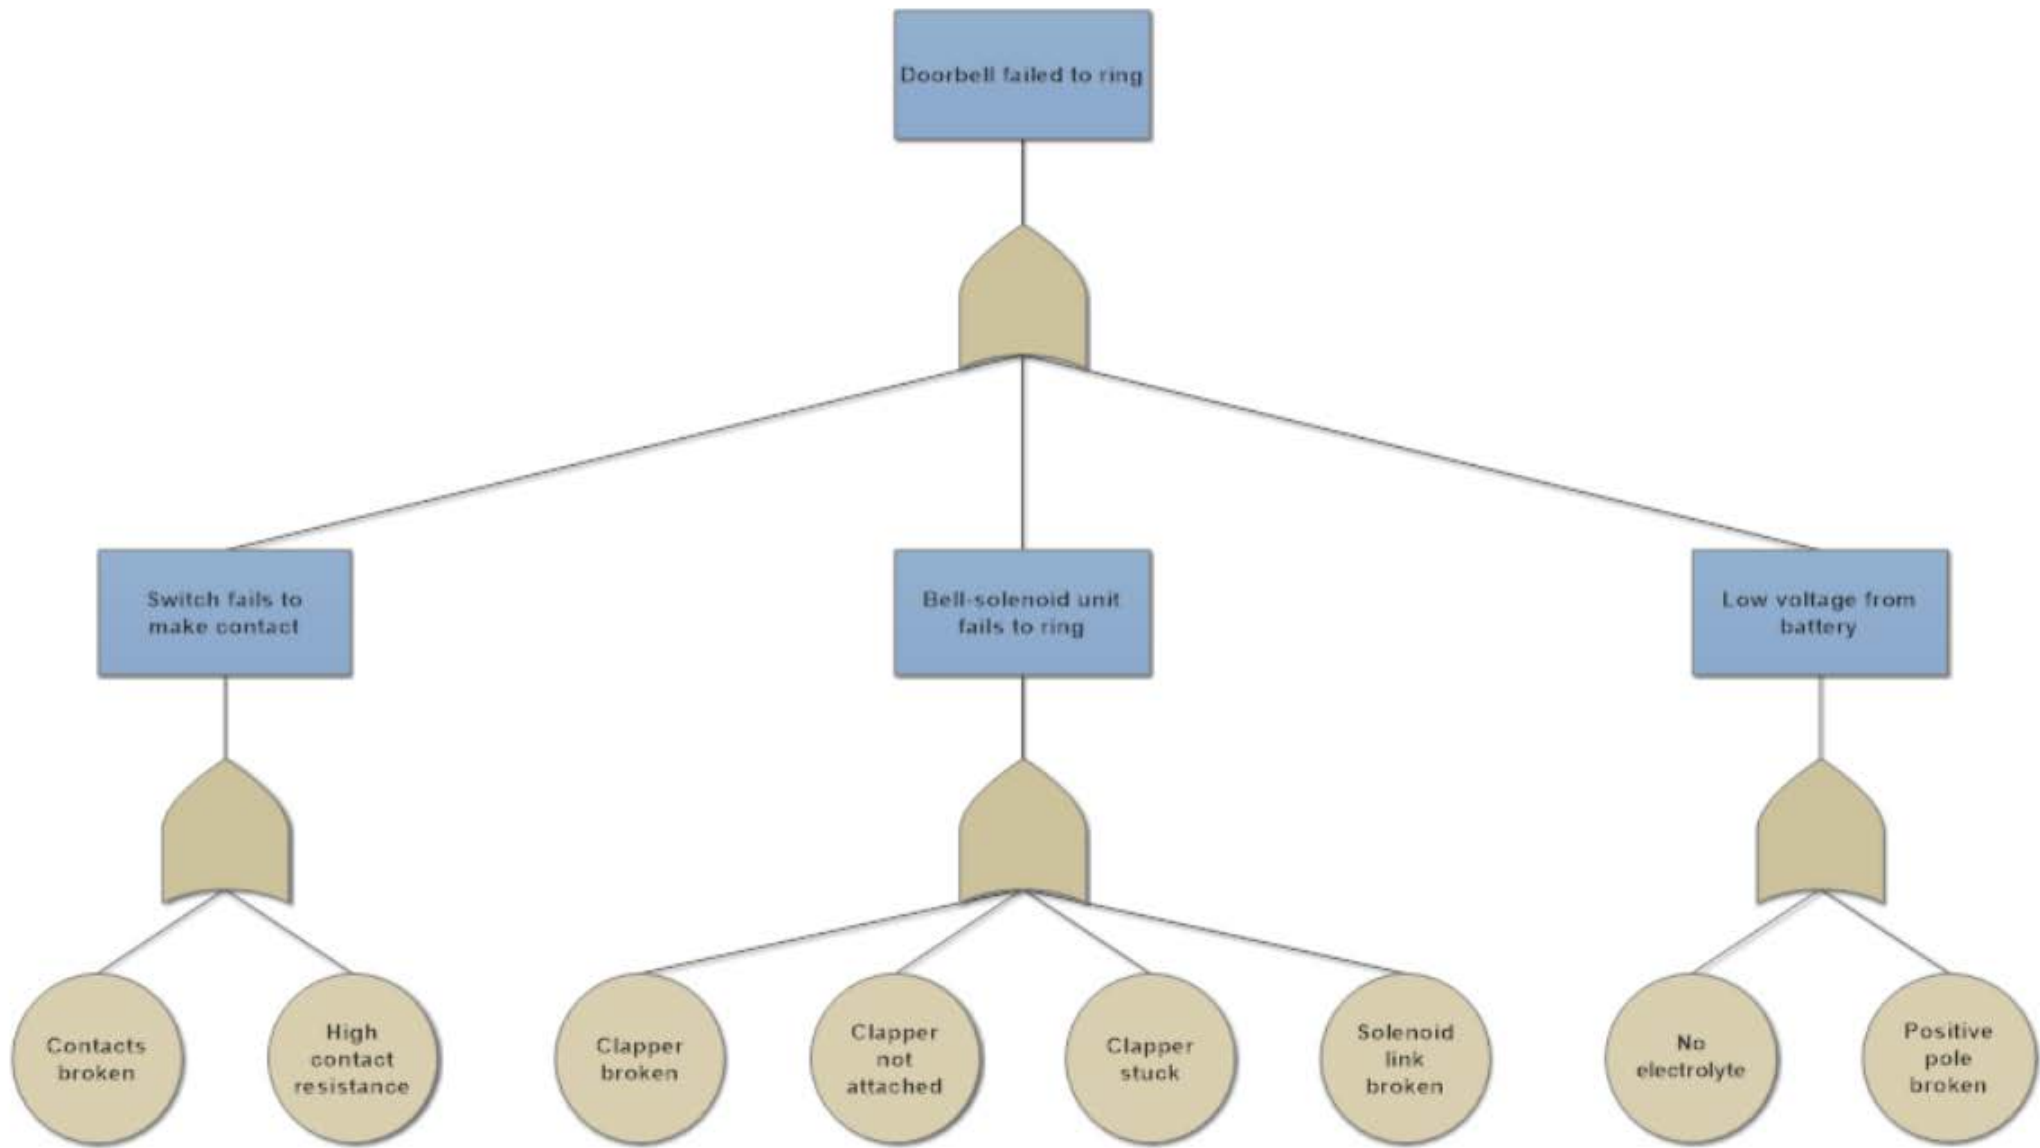 Doorbell failed to ring
Switch fails to
make contact
Bell-solenoid unit
fails to ring
Low voltage from
battery
Contacts
broken
High
contact
resistance
Clapper
broken
Clapper
not
attached
Clapper
stuck
Solenoid
link
broken
No
electrolyte
Positive
pole
broken